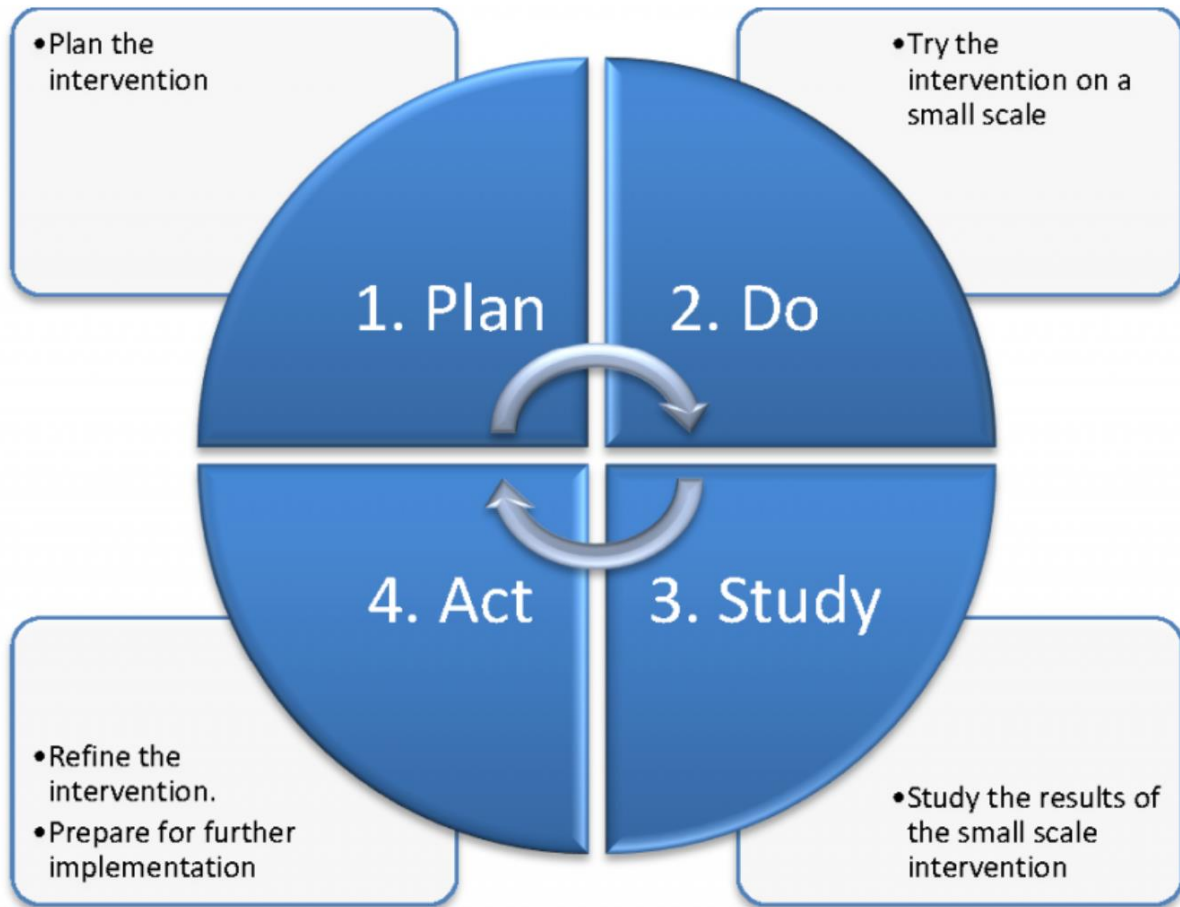 •Plan the
intervention
•Try the
intervention on a
small scale
1. Plan
2. Do
4. Act
3. Study
•Refine the
intervention.
•Prepare for further
implementation
•Study the results of
the small scale
intervention